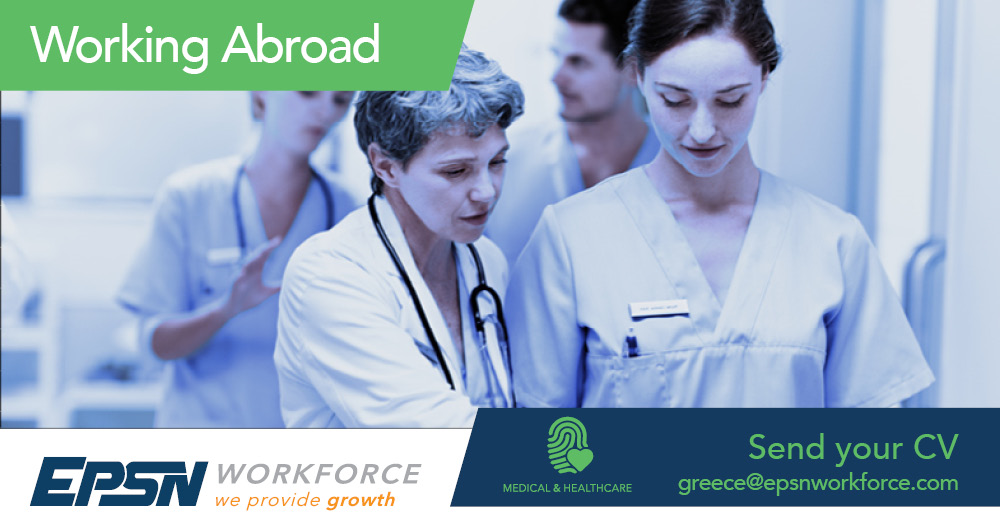 Working Abroad
EPSN WORKFORCE
we provide growth
MEDICAL & HEALTHCARE
Send your CV
greece@epsnworkforce.com